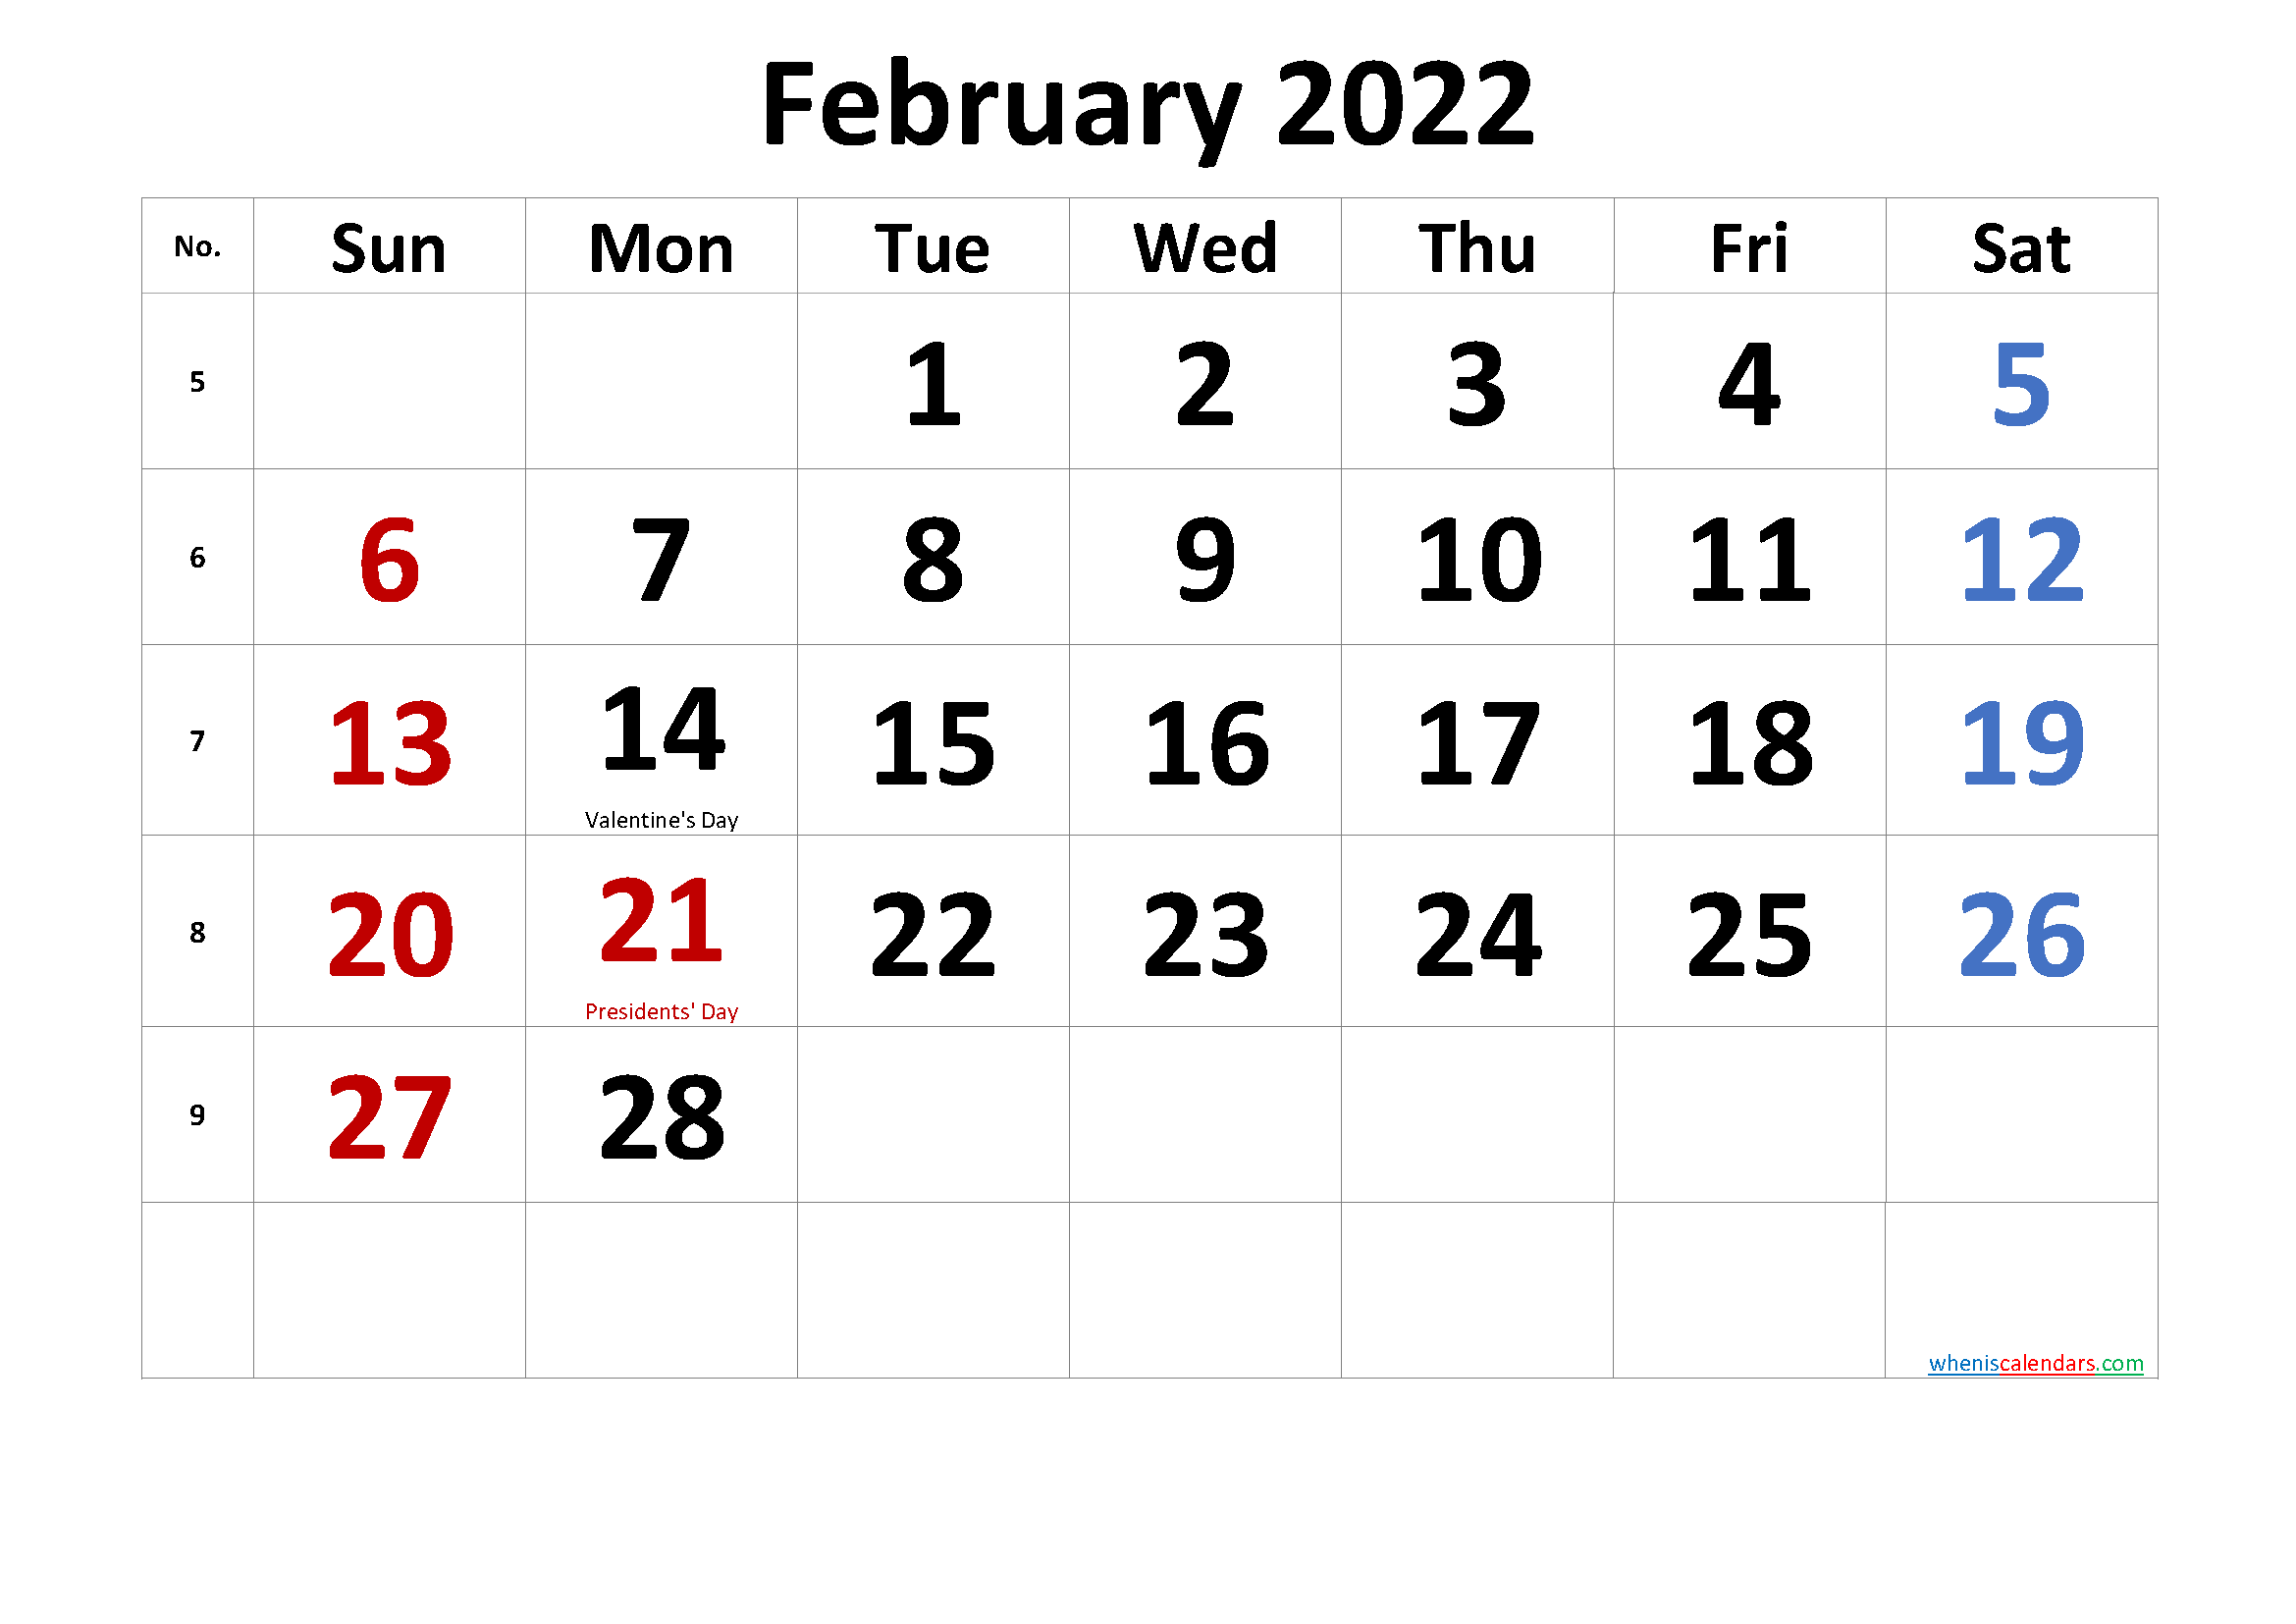 February 2022
No. Sun Mon Tue Wed Thu Fri Sat
5 1 2 3 4 5
6 6 7 8 9 10 11 12
7 13 14 15 16 17 18 19
Valentine's Day
8 20 21 22 23 24 25 26
Presidents' Day
9 27 28
wheniscalendars.com